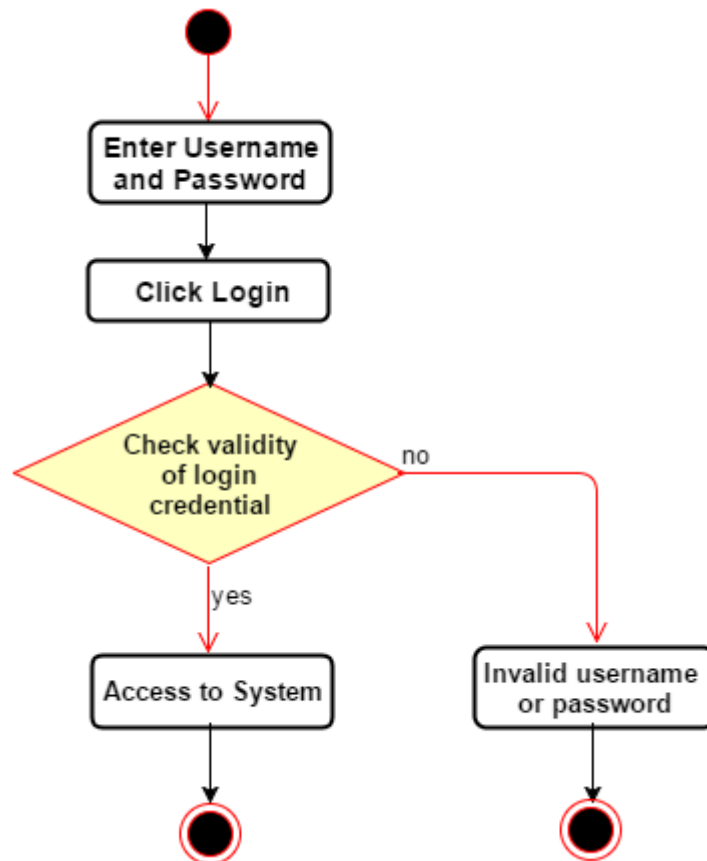 Enter Username
and Password
Click Login
Check validity
of login
credential
no
yes
Access to System
Invalid username
or password